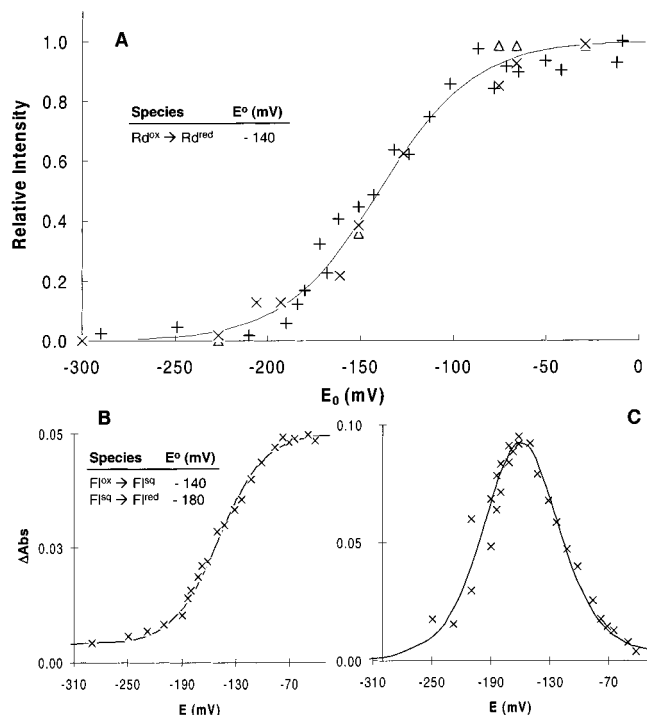 A
1.0
0.8
0.6
0.4
0.2
0.0
Relative Intensity
Species E° (mV)
Rd^ox → Rd^red - 140
-300 -250 -200 -150 -100 -50 0
E₀ (mV)
B
0.05
0.03
0.00
ΔAbs
Species E° (mV)
Fl^ox → Fl^sq - 140
Fl^sq → Fl^red - 180
-310 -250 -190 -130 -70
E (mV)
C
0.10
0.05
0.00
-310 -250 -190 -130 -70
E (mV)